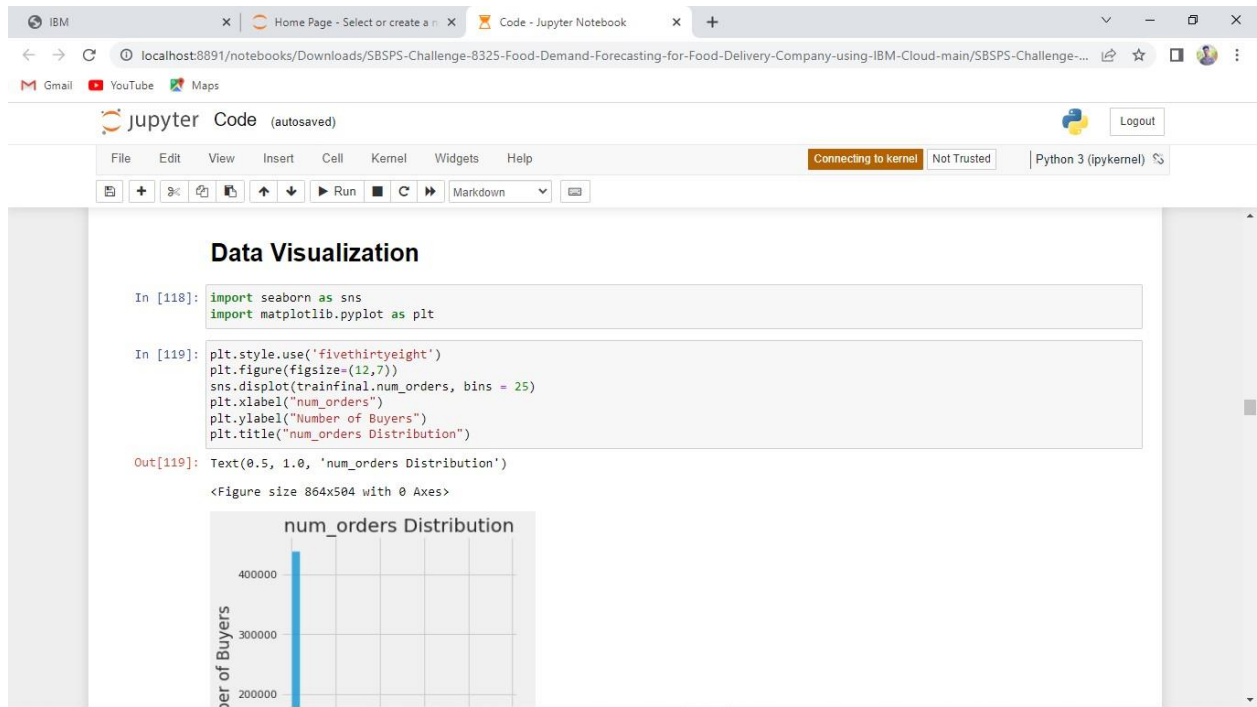 IBM
Home Page - Select or create a n
Code - Jupyter Notebook
localhost:8891/notebooks/Downloads/SBSPS-Challenge-8325-Food-Demand-Forecasting-for-Food-Delivery-Company-using-IBM-Cloud-main/SBSPS-Challenge-...
Gmail YouTube Maps
jupyter Code (autosaved)
Logout
File Edit View Insert Cell Kernel Widgets Help
Connecting to kernel Not Trusted Python 3 (ipykernel)
Run Markdown
Data Visualization
In [118]: import seaborn as sns
import matplotlib.pyplot as plt
In [119]: plt.style.use('fivethirtyeight')
plt.figure(figsize=(12,7))
sns.displot(trainfinal.num_orders, bins = 25)
plt.xlabel("num_orders")
plt.ylabel("Number of Buyers")
plt.title("num_orders Distribution")
Out[119]: Text(0.5, 1.0, 'num_orders Distribution')
<Figure size 864x504 with 0 Axes>
num_orders Distribution
400000
300000
200000
er of Buyers